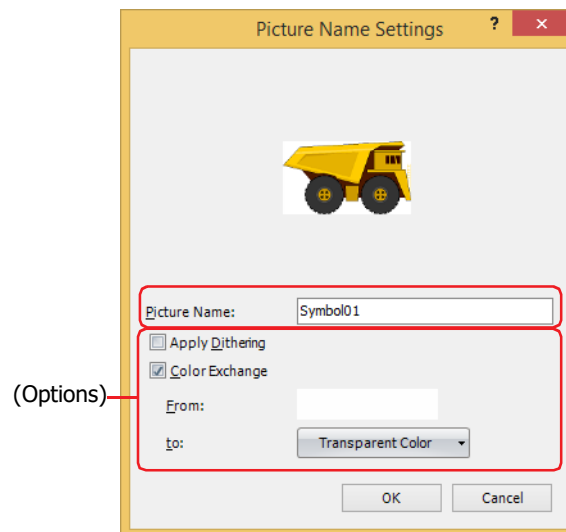 Picture Name Settings ?
Picture Name: Symbol01
Apply Dithering
Color Exchange
(Options)
From:
to: Transparent Color
OK Cancel